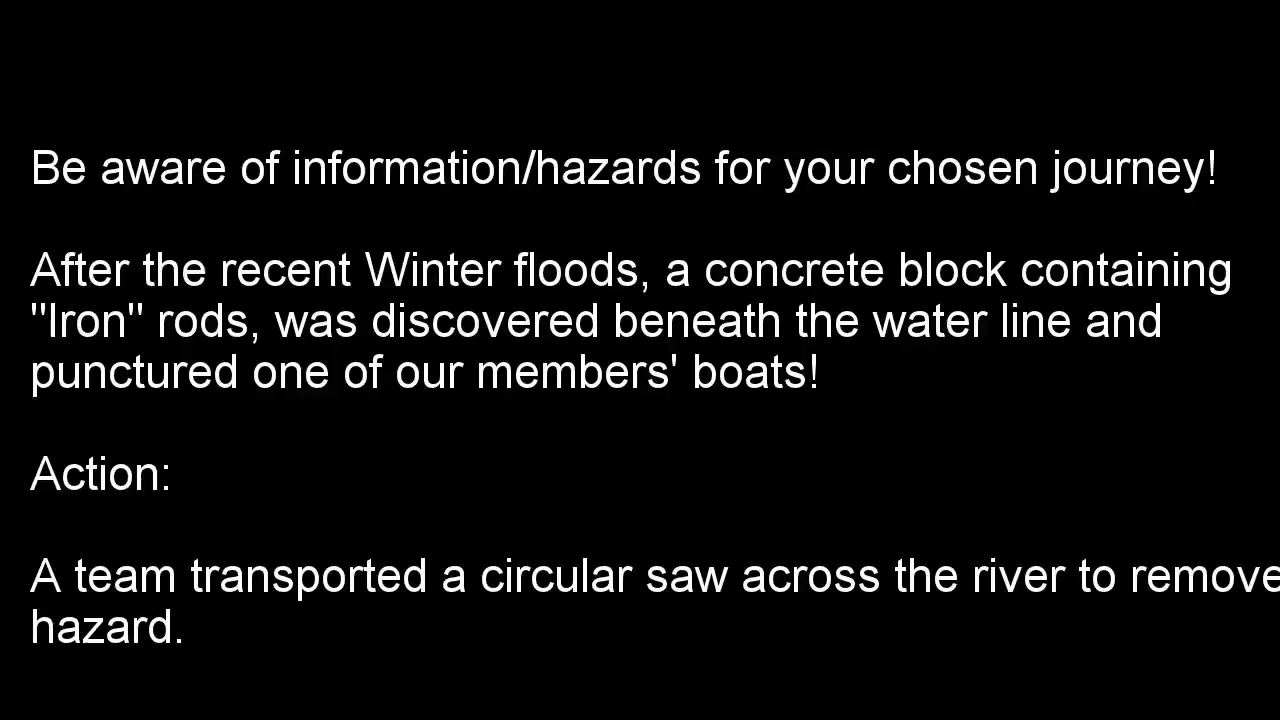 Be aware of information/hazards for your chosen journey!
After the recent Winter floods, a concrete block containing
"Iron" rods, was discovered beneath the water line and
punctured one of our members' boats!
Action:
A team transported a circular saw across the river to remove
hazard.